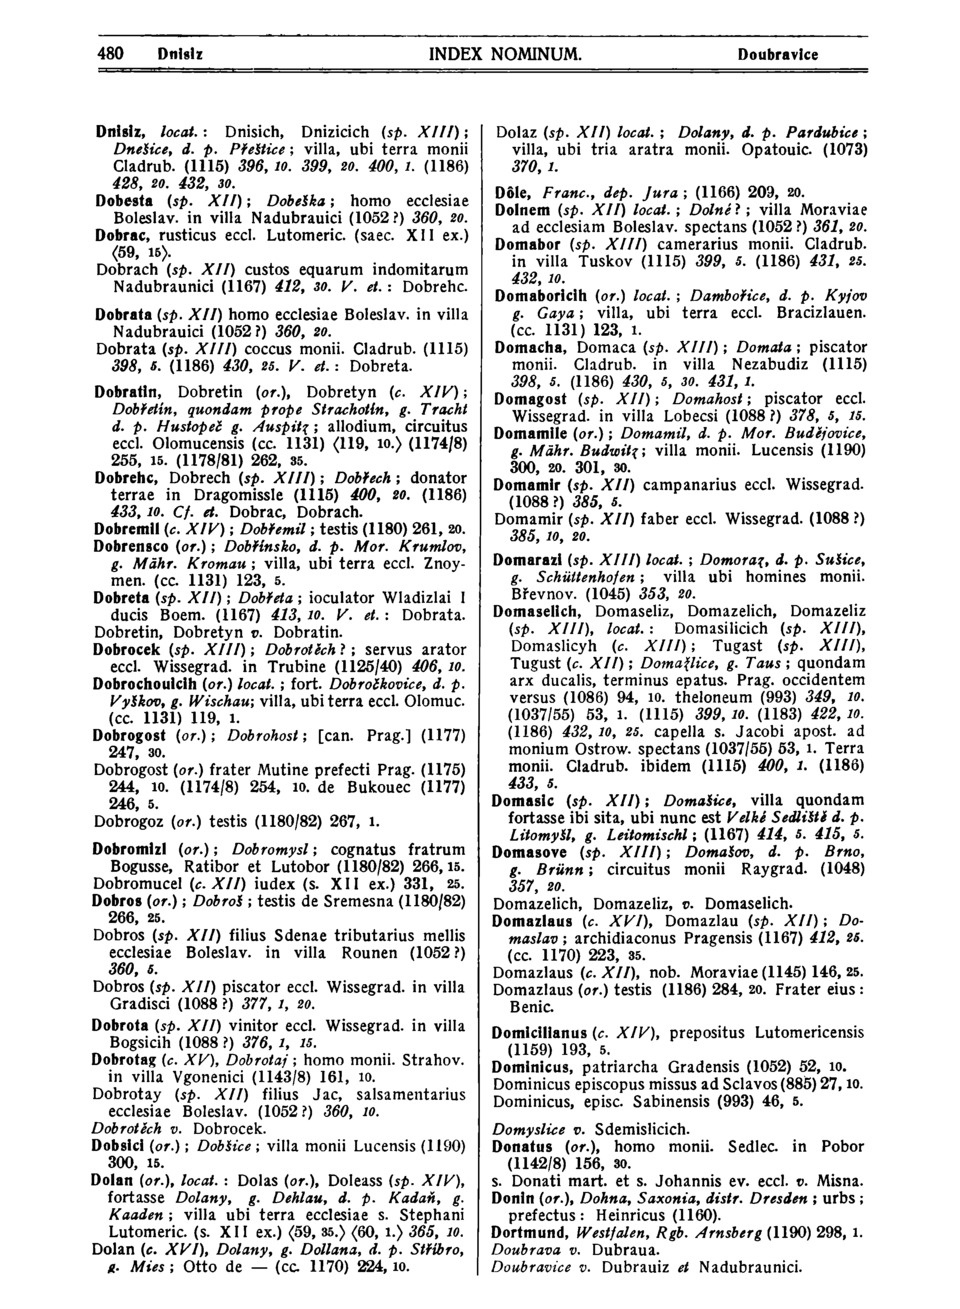 480 Dnisiz INDEX NOMINUM. Doubravice
Dnisiz, locat. : Dnisich, Dnizicich (sp. XIII) ;
Dnešice, d. p. Přeštice ; villa, ubi terra monii
Cladrub. (1115) 396, 10. 399, 20. 400, 1. (1186)
428, 20. 432, 30.
Dobesta (sp. XII) ; Dobeška ; homo ecclesiae
Boleslav. in villa Nadubrauici (1052 ?) 360, 20.
Dobrac, rusticus eccl. Lutomeric. (saec. XII ex.)
⟨59, 15⟩.
Dobrach (sp. XII) custos equarum indomitarum
Nadubraunici (1167) 412, 30. V. et. : Dobrehc.
Dobrata (sp. XII) homo ecclesiae Boleslav. in villa
Nadubrauici (1052 ?) 360, 20.
Dobrata (sp. XIII) coccus monii. Cladrub. (1115)
398, 5. (1186) 430, 25. V. et. : Dobreta.
Dobratin, Dobretin (or.), Dobretyn (c. XIV) ;
Dobřetín, quondam prope Strachotín, g. Tracht
d. p. Hustopeč g. Auspitz ; allodium, circuitus
eccl. Olomucensis (cc. 1131) ⟨119, 10.⟩ (1174/8)
255, 15. (1178/81) 262, 35.
Dobrehc, Dobrech (sp. XIII) ; Dobřech ; donator
terrae in Dragomissle (1115) 400, 20. (1186)
433, 10. Cf. et. Dobrac, Dobrach.
Dobremil (c. XIV) ; Dobřemil ; testis (1180) 261, 20.
Dobrensco (or.) ; Dobřínsko, d. p. Mor. Krumlov,
g. Mähr. Kromau ; villa, ubi terra eccl. Znoy-
men. (cc. 1131) 123, 5.
Dobreta (sp. XII) ; Dobřeta ; ioculator Wladizlai I
ducis Boem. (1167) 413, 10. V. et. : Dobrata.
Dobretin, Dobretyn v. Dobratin.
Dobrocek (sp. XIII) ; Dobrotěch ? ; servus arator
eccl. Wissegrad. in Trubine (1125/40) 406, 10.
Dobrochouicih (or.) locat. ; fort. Dobročkovice, d. p.
Vyškov, g. Wischau; villa, ubi terra eccl. Olomuc.
(cc. 1131) 119, 1.
Dobrogost (or.) ; Dobrohost ; [can. Prag.] (1177)
247, 30.
Dobrogost (or.) frater Mutine prefecti Prag. (1175)
244, 10. (1174/8) 254, 10. de Bukouec (1177)
246, 5.
Dobrogoz (or.) testis (1180/82) 267, 1.
Dobromizl (or.) ; Dobromysl ; cognatus fratrum
Bogusse, Ratibor et Lutobor (1180/82) 266, 15.
Dobromucel (c. XII) iudex (s. XII ex.) 331, 25.
Dobros (or.) ; Dobroš ; testis de Sremesna (1180/82)
266, 25.
Dobros (sp. XII) filius Sdenae tributarius mellis
ecclesiae Boleslav. in villa Rounen (1052 ?)
360, 5.
Dobros (sp. XII) piscator eccl. Wissegrad. in villa
Gradisci (1088 ?) 377, 1, 20.
Dobrota (sp. XII) vinitor eccl. Wissegrad. in villa
Bogsicih (1088 ?) 376, 1, 15.
Dobrotag (c. XV), Dobrotaj ; homo monii. Strahov.
in villa Vgonenici (1143/8) 161, 10.
Dobrotay (sp. XII) filius Jac, salsamentarius
ecclesiae Boleslav. (1052 ?) 360, 10.
Dobrotěch v. Dobrocek.
Dobsici (or.) ; Dobšice ; villa monii Lucensis (1190)
300, 15.
Dolan (or.), locat. : Dolas (or.), Doleass (sp. XIV),
fortasse Dolany, g. Dehlau, d. p. Kadaň, g.
Kaaden ; villa ubi terra ecclesiae s. Stephani
Lutomeric. (s. XII ex.) ⟨59, 35.⟩ ⟨60, 1.⟩ 365, 10.
Dolan (c. XVI), Dolany, g. Dollana, d. p. Stříbro,
g. Mies ; Otto de — (cc. 1170) 224, 10.
Dolaz (sp. XII) locat. ; Dolany, d. p. Pardubice ;
villa, ubi tria aratra monii. Opatouic. (1073)
370, 1.
Dôle, Franc., dep. Jura ; (1166) 209, 20.
Dolnem (sp. XII) locat. ; Dolné ? ; villa Moraviae
ad ecclesiam Boleslav. spectans (1052 ?) 361, 20.
Domabor (sp. XIII) camerarius monii. Cladrub.
in villa Tuskov (1115) 399, 5. (1186) 431, 25.
432, 10.
Domaboricih (or.) locat. ; Dambořice, d. p. Kyjov
g. Gaya ; villa, ubi terra eccl. Bracizlauen.
(cc. 1131) 123, 1.
Domacha, Domaca (sp. XIII) ; Domata ; piscator
monii. Cladrub. in villa Nezabudiz (1115)
398, 5. (1186) 430, 5, 30. 431, 1.
Domagost (sp. XII) ; Domahost ; piscator eccl.
Wissegrad. in villa Lobecsi (1088 ?) 378, 5, 15.
Domamile (or.) ; Domamil, d. p. Mor. Budějovice,
g. Mähr. Budwitz ; villa monii. Lucensis (1190)
300, 20. 301, 30.
Domamir (sp. XII) campanarius eccl. Wissegrad.
(1088 ?) 385, 5.
Domamir (sp. XII) faber eccl. Wissegrad. (1088 ?)
385, 10, 20.
Domarazi (sp. XIII) locat. ; Domoraz, d. p. Sušice,
g. Schüttenhofen ; villa ubi homines monii.
Břevnov. (1045) 353, 20.
Domaselich, Domaseliz, Domazelich, Domazeliz
(sp. XIII), locat. : Domasilicich (sp. XIII),
Domaslicyh (c. XIII) ; Tugast (sp. XIII),
Tugust (c. XII) ; Domažlice, g. Taus ; quondam
arx ducalis, terminus epatus. Prag. occidentem
versus (1086) 94, 10. theloneum (993) 349, 10.
(1037/55) 53, 1. (1115) 399, 10. (1183) 422, 10.
(1186) 432, 10, 25. capella s. Jacobi apost. ad
monium Ostrow. spectans (1037/55) 53, 1. Terra
monii. Cladrub. ibidem (1115) 400, 1. (1186)
433, 5.
Domasic (sp. XII) ; Domašice, villa quondam
fortasse ibi sita, ubi nunc est Velké Sedliště d. p.
Litomyšl, g. Leitomischl ; (1167) 414, 5. 415, 5.
Domasove (sp. XIII) ; Domašov, d. p. Brno,
g. Brünn ; circuitus monii Raygrad. (1048)
357, 20.
Domazelich, Domazeliz, v. Domaselich.
Domazlaus (c. XVI), Domazlau (sp. XII) ; Do-
maslav ; archidiaconus Pragensis (1167) 412, 25.
(cc. 1170) 223, 35.
Domazlaus (c. XII), nob. Moraviae (1145) 146, 25.
Domazlaus (or.) testis (1186) 284, 20. Frater eius :
Benic.
Domicilianus (c. XIV), prepositus Lutomericensis
(1159) 193, 5.
Dominicus, patriarcha Gradensis (1052) 52, 10.
Dominicus episcopus missus ad Sclavos (885) 27, 10.
Dominicus, episc. Sabinensis (993) 46, 5.
Domyslice v. Sdemislicich.
Donatus (or.), homo monii. Sedlec. in Pobor
(1142/8) 156, 30.
s. Donati mart. et s. Johannis ev. eccl. v. Misna.
Donin (or.), Dohna, Saxonia, distr. Dresden ; urbs ;
prefectus : Heinricus (1160).
Dortmund, Westfalen, Rgb. Arnsberg (1190) 298, 1.
Doubrava v. Dubraua.
Doubravice v. Dubrauiz et Nadubraunici.